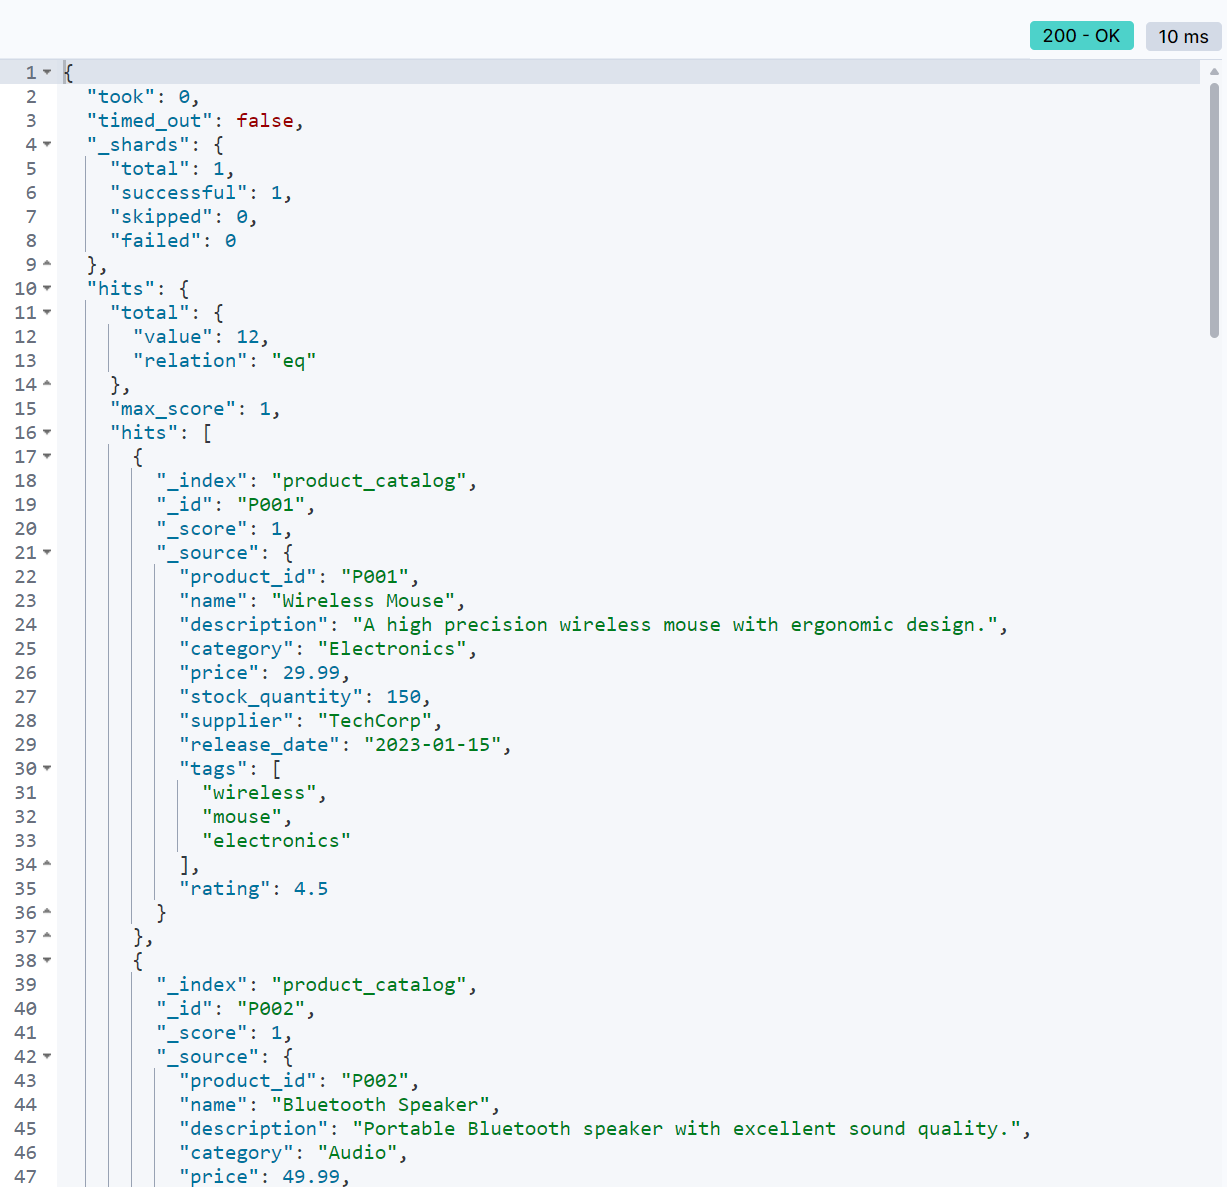 200 - OK 10 ms
1 {
2 "took": 0,
3 "timed_out": false,
4 "_shards": {
5 "total": 1,
6 "successful": 1,
7 "skipped": 0,
8 "failed": 0
9 },
10 "hits": {
11 "total": {
12 "value": 12,
13 "relation": "eq"
14 },
15 "max_score": 1,
16 "hits": [
17 {
18 "_index": "product_catalog",
19 "_id": "P001",
20 "_score": 1,
21 "_source": {
22 "product_id": "P001",
23 "name": "Wireless Mouse",
24 "description": "A high precision wireless mouse with ergonomic design.",
25 "category": "Electronics",
26 "price": 29.99,
27 "stock_quantity": 150,
28 "supplier": "TechCorp",
29 "release_date": "2023-01-15",
30 "tags": [
31 "wireless",
32 "mouse",
33 "electronics"
34 ],
35 "rating": 4.5
36 }
37 },
38 {
39 "_index": "product_catalog",
40 "_id": "P002",
41 "_score": 1,
42 "_source": {
43 "product_id": "P002",
44 "name": "Bluetooth Speaker",
45 "description": "Portable Bluetooth speaker with excellent sound quality.",
46 "category": "Audio",
47 "price": 49.99,